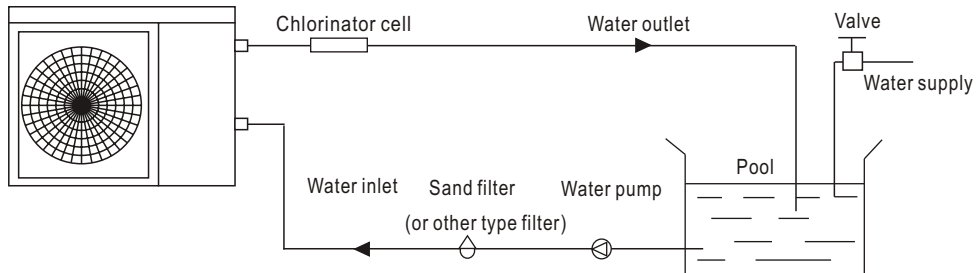 Chlorinator cell
Water outlet
Valve
Water supply
Pool
Water inlet
Sand filter
(or other type filter)
Water pump